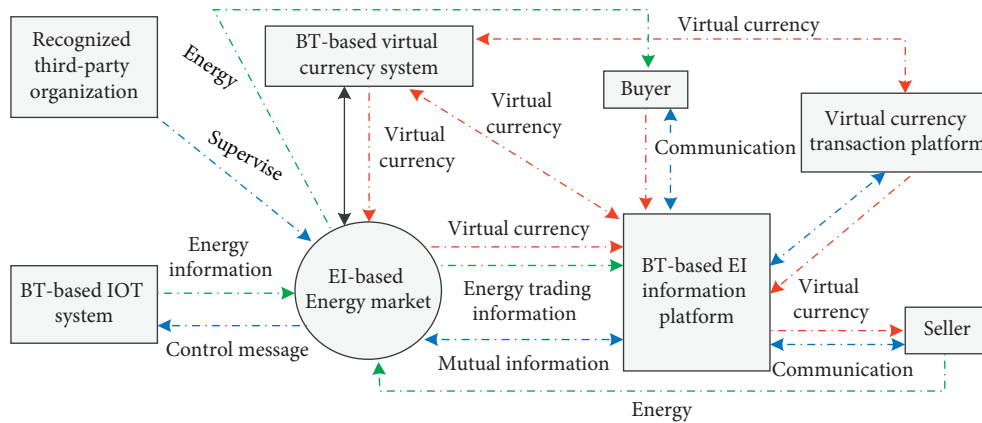 Recognized
third-party
organization
Energy
BT-based virtual
currency system
Virtual currency
Buyer
Virtual
currency
Virtual
currency
Communication
Virtual currency
transaction platform
Supervise
Energy
information
BT-based IOT
system
Control message
EI-based
Energy market
Virtual currency
Energy trading
information
Mutual information
BT-based EI
information
platform
Virtual
currency
Seller
Communication
Energy